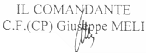 IL COMANDANTE
C.F.(CP) Giuseppe MELI